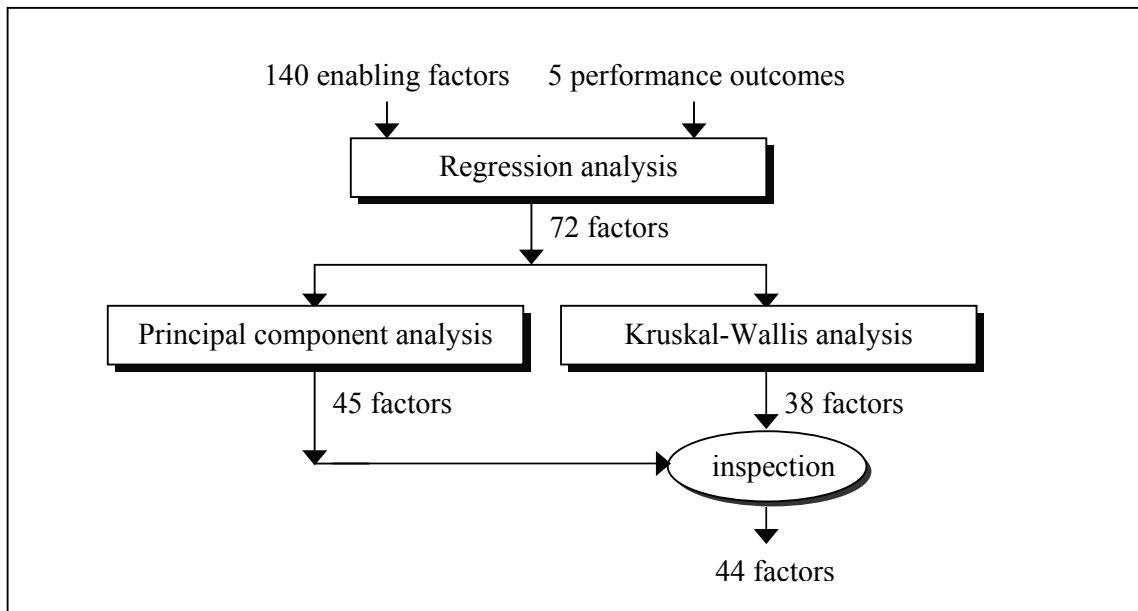 140 enabling factors
5 performance outcomes
Regression analysis
72 factors
Principal component analysis
Kruskal-Wallis analysis
45 factors
38 factors
inspection
44 factors